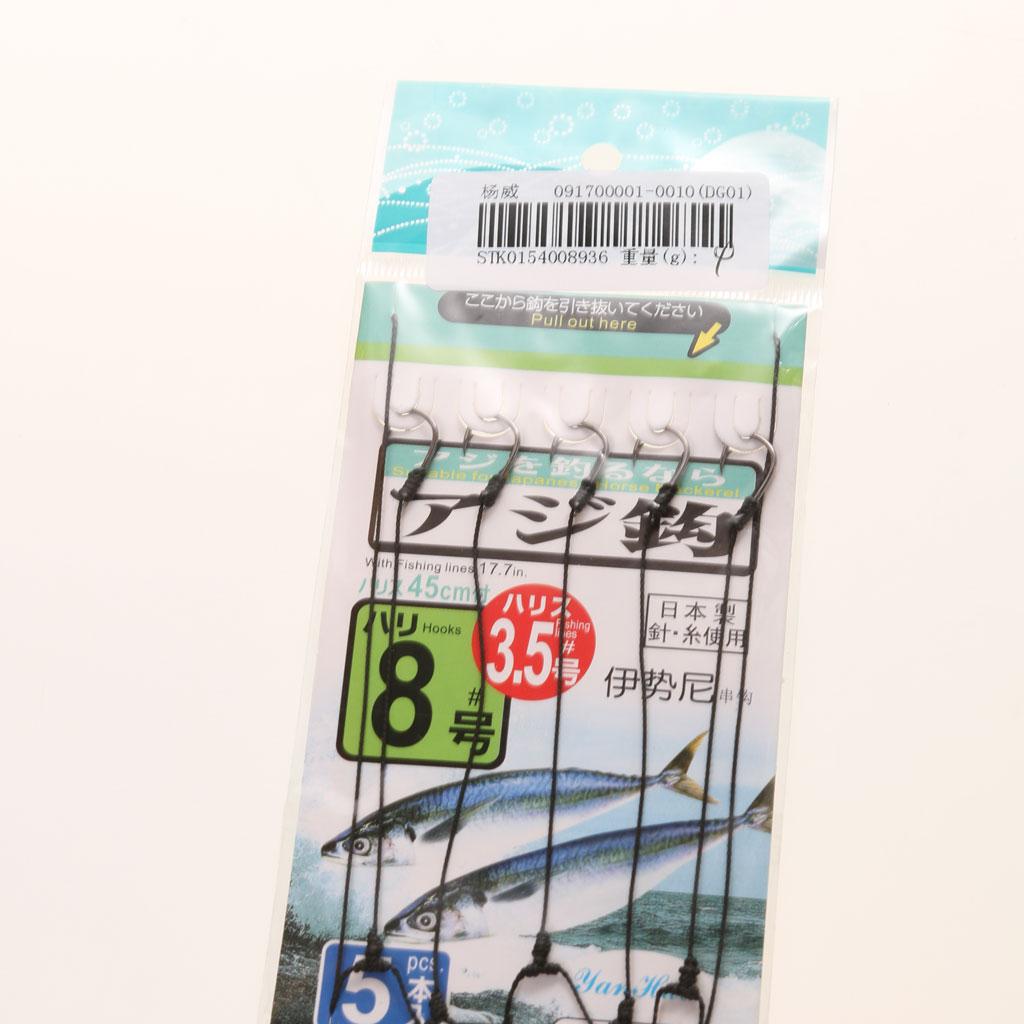 杨威 091700001-0010(DG01)
STK0154008936 重量(g): 9
ここから鈎を引き抜いてください
Pull out here
アジを釣るなら
Suitable for Japanese Horse Mackerel
アジ鈎
With Fishing lines 17.7in.
ハリス45cm付
ハリ Hooks
8#号
ハリス
Fishing lines
3.5#号
日本製
針・糸使用
伊勢尼串钩
5 pcs.
本